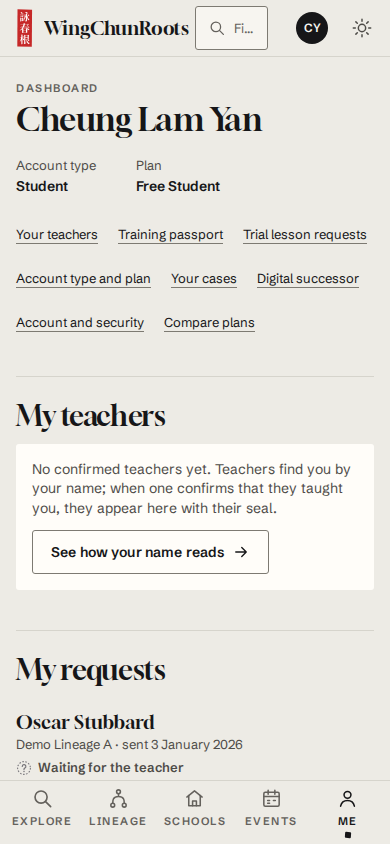 詠春根
WingChunRoots
Fi...
CY
DASHBOARD
Cheung Lam Yan
Account type
Plan
Student
Free Student
Your teachers
Training passport
Trial lesson requests
Account type and plan
Your cases
Digital successor
Account and security
Compare plans
My teachers
No confirmed teachers yet. Teachers find you by
your name; when one confirms that they taught
you, they appear here with their seal.
See how your name reads →
My requests
Oscar Stubbard
Demo Lineage A · sent 3 January 2026
Waiting for the teacher
EXPLORE
LINEAGE
SCHOOLS
EVENTS
ME